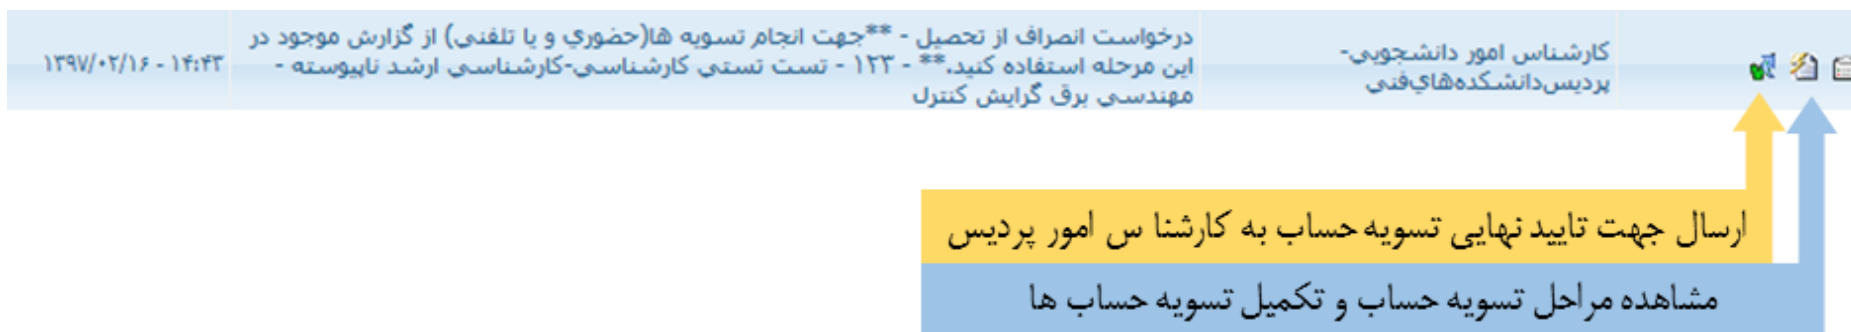 کارشناس امور دانشجويي-
پردیس‌دانشکده‌هاي‌فني
درخواست انصراف از تحصیل - **جهت انجام تسویه ها(حضوري و یا تلفنی) از گزارش موجود در
این مرحله استفاده کنید.** - ۱۲۳ - تست تستی کارشناسی-کارشناسی ارشد ناپیوسته -
مهندسی برق گرایش کنترل
۱۳۹۷/۰۲/۱۶ - ۱۴:۴۳
ارسال جهت تایید نهایی تسویه حساب به کارشنا س امور پردیس
مشاهده مراحل تسویه حساب و تکمیل تسویه حساب ها